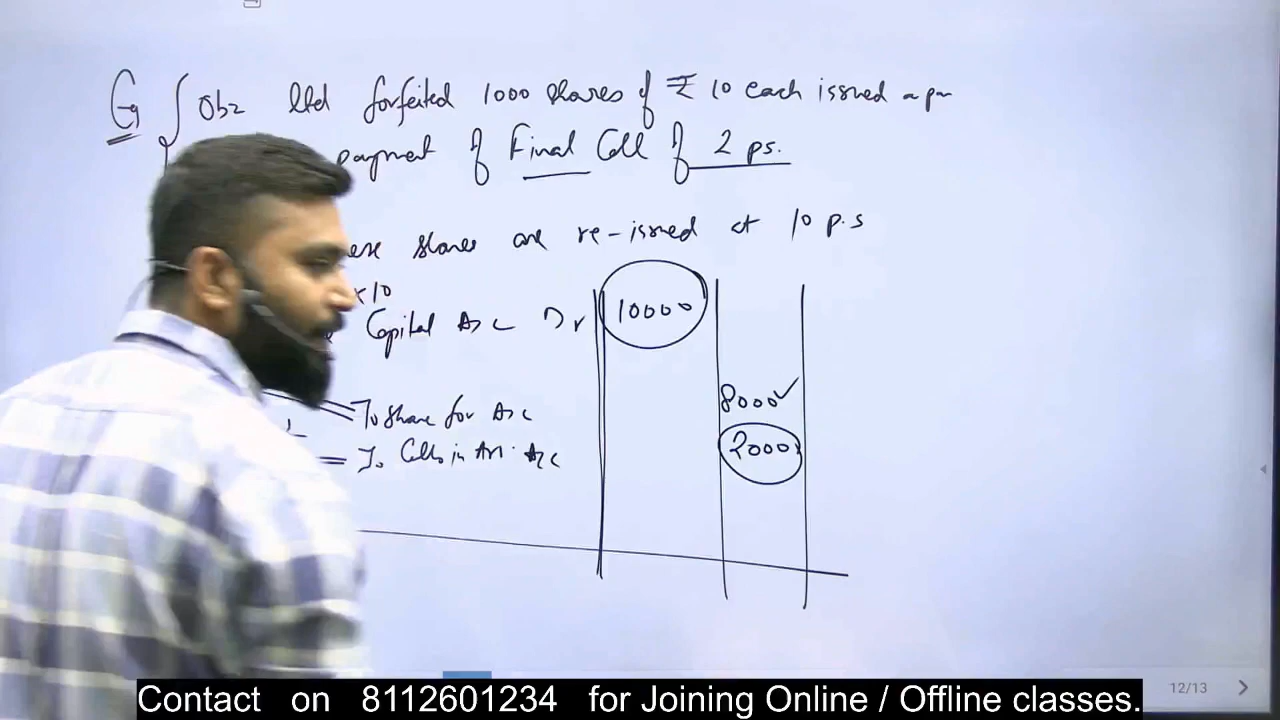 Eg Obz Ltd forfeited 1000 shares of ₹ 10 each issued a par
payment of Final Call of 2 ps.
shares are re-issued at 10 p.s
×10
Capital A/c Dr 10000
To Share for A/c 8000
To Calls in Arr. A/c 2000
Contact on 8112601234 for Joining Online / Offline classes.
12/13